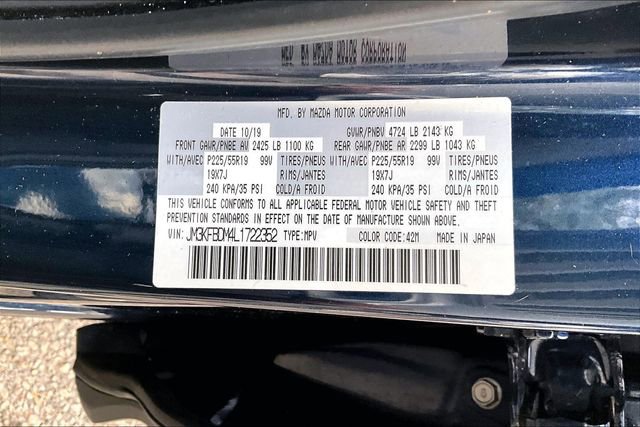 MFD. BY MAZDA MOTOR CORPORATION
DATE 10/19 GVWR/PNBV 4724 LB 2143 KG
FRONT GAWR/PNBE AV 2425 LB 1100 KG REAR GAWR/PNBE AR 2299 LB 1043 KG
WITH/AVEC P225/55R19 99V TIRES/PNEUS WITH/AVEC P225/55R19 99V TIRES/PNEUS
19X7J RIMS/JANTES 19X7J RIMS/JANTES
240 KPA/35 PSI COLD/A FROID 240 KPA/35 PSI COLD/A FROID
THIS VEHICLE CONFORMS TO ALL APPLICABLE FEDERAL MOTOR VEHICLE SAFETY AND THEFT
PREVENTION STANDARDS IN EFFECT ON THE DATE OF MANUFACTURE SHOWN ABOVE.
VIN: JM3KFBDM4L1722352 TYPE:MPV COLOR CODE:42M MADE IN JAPAN